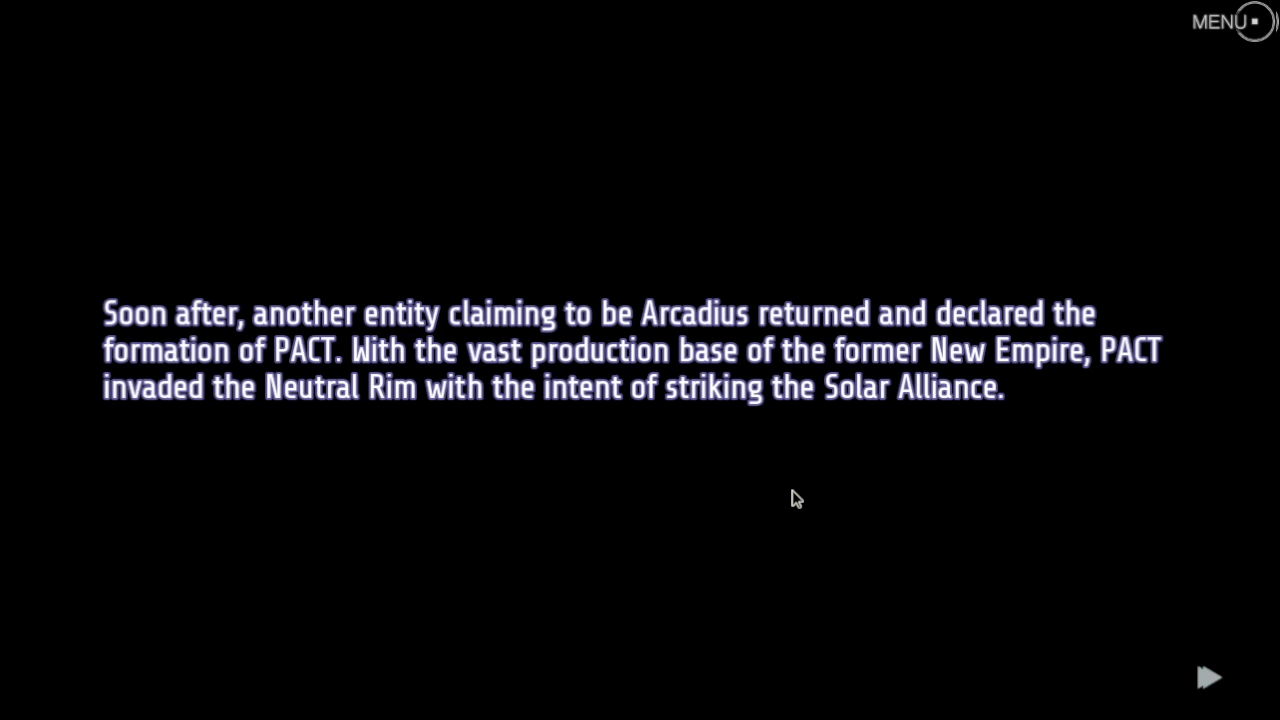 MENU
Soon after, another entity claiming to be Arcadius returned and declared the
formation of PACT. With the vast production base of the former New Empire, PACT
invaded the Neutral Rim with the intent of striking the Solar Alliance.